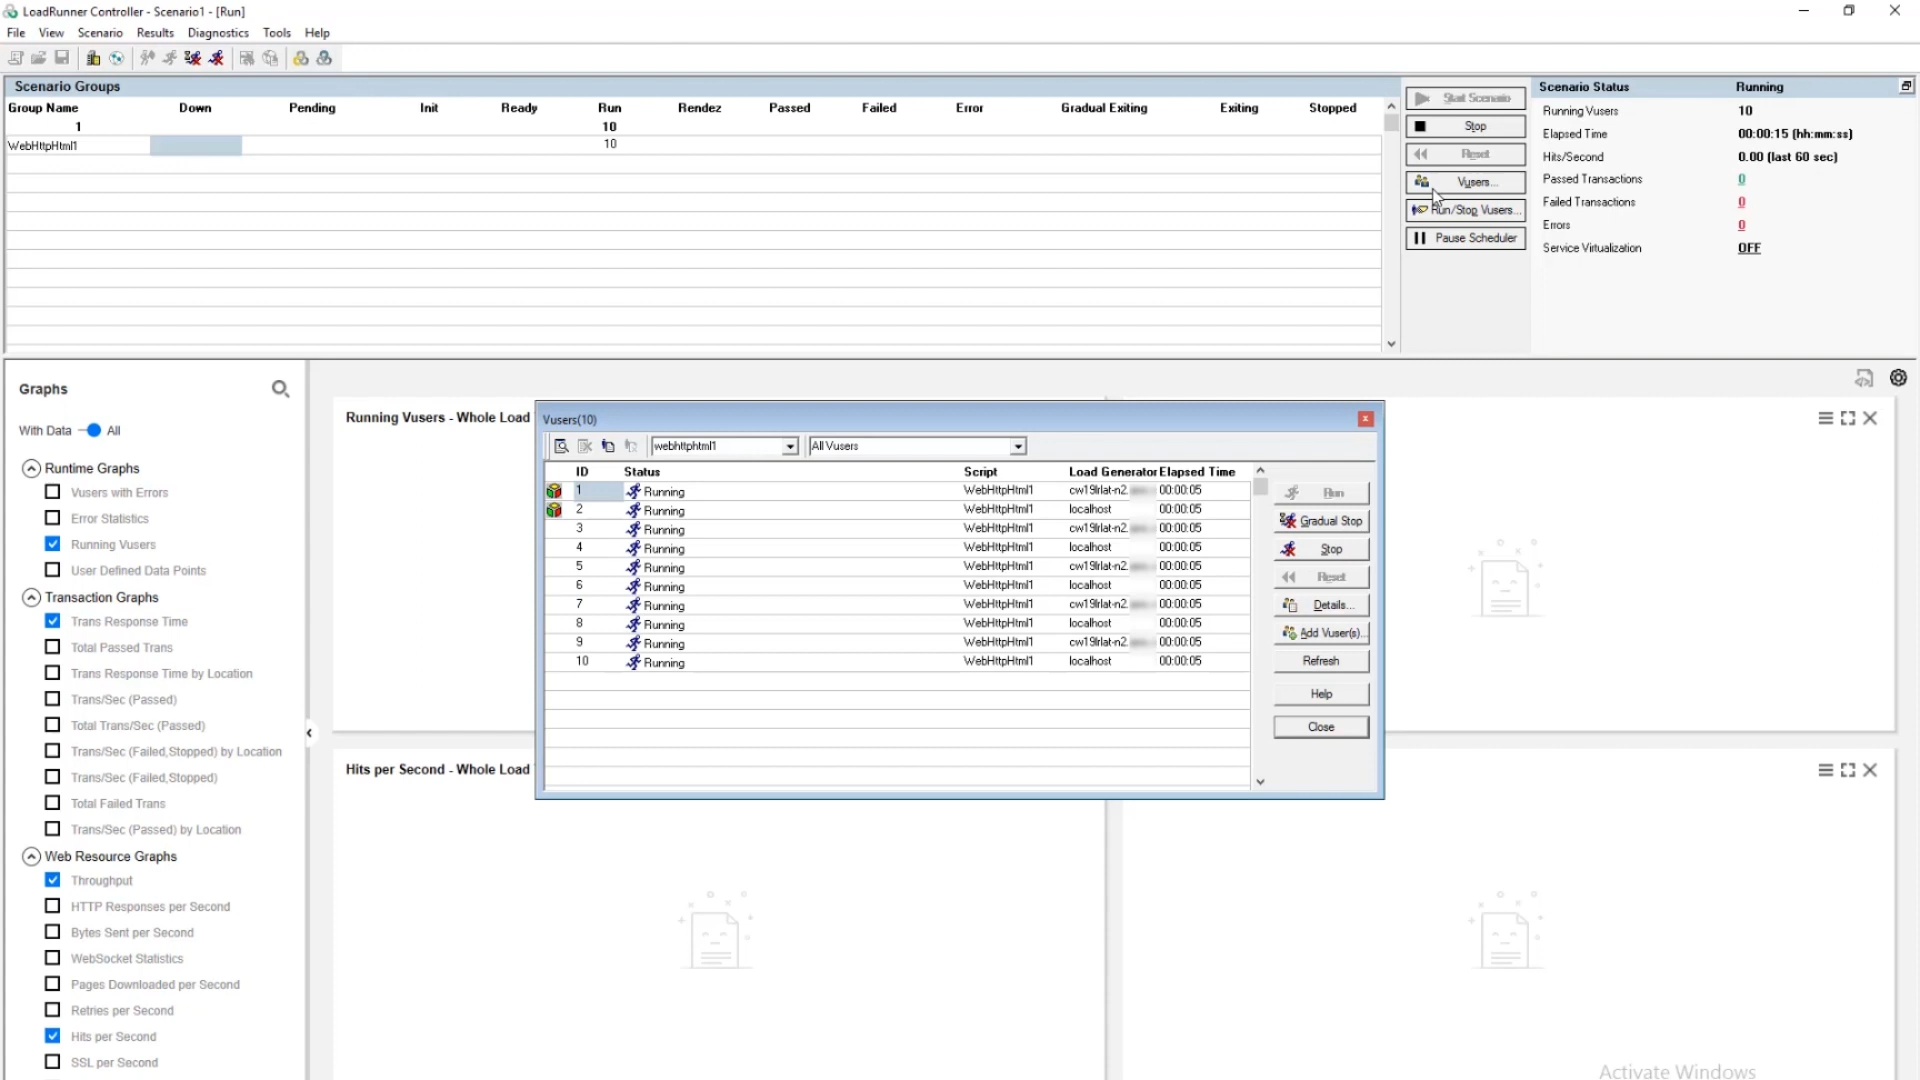 LoadRunner Controller - Scenario1 - [Run]
File View Scenario Results Diagnostics Tools Help
Scenario Groups
Group Name Down Pending Init Ready Run Rendez Passed Failed Error Gradual Exiting Exiting Stopped
1 10
WebHttpHtml1 10
Start Scenario
Stop
Reset
Vusers...
Run/Stop Vusers...
Pause Scheduler
Scenario Status Running
Running Vusers 10
Elapsed Time 00:00:15 (hh:mm:ss)
Hits/Second 0.00 (last 60 sec)
Passed Transactions 0
Failed Transactions 0
Errors 0
Service Virtualization OFF
Graphs
With Data All
Runtime Graphs
Vusers with Errors
Error Statistics
Running Vusers
User Defined Data Points
Transaction Graphs
Trans Response Time
Total Passed Trans
Trans Response Time by Location
Trans/Sec (Passed)
Total Trans/Sec (Passed)
Trans/Sec (Failed,Stopped) by Location
Trans/Sec (Failed,Stopped)
Total Failed Trans
Trans/Sec (Passed) by Location
Web Resource Graphs
Throughput
HTTP Responses per Second
Bytes Sent per Second
WebSocket Statistics
Pages Downloaded per Second
Retries per Second
Hits per Second
SSL per Second
Running Vusers - Whole Load
Hits per Second - Whole Load
Vusers(10)
webhttphtml1 All Vusers
ID Status Script Load Generator Elapsed Time
1 Running WebHttpHtml1 cw19lrlat-n2. 00:00:05
2 Running WebHttpHtml1 localhost 00:00:05
3 Running WebHttpHtml1 cw19lrlat-n2. 00:00:05
4 Running WebHttpHtml1 localhost 00:00:05
5 Running WebHttpHtml1 cw19lrlat-n2. 00:00:05
6 Running WebHttpHtml1 localhost 00:00:05
7 Running WebHttpHtml1 cw19lrlat-n2. 00:00:05
8 Running WebHttpHtml1 localhost 00:00:05
9 Running WebHttpHtml1 cw19lrlat-n2. 00:00:05
10 Running WebHttpHtml1 localhost 00:00:05
Run
Gradual Stop
Stop
Reset
Details...
Add Vuser(s)...
Refresh
Help
Close
Activate Windows